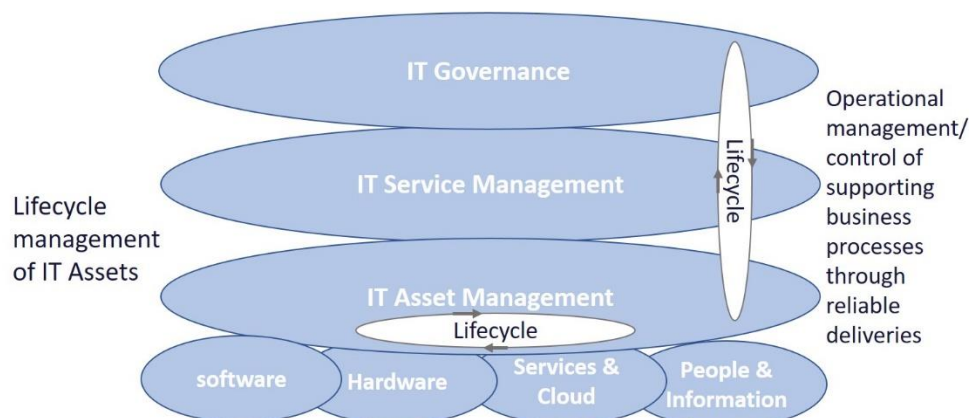 IT Governance
IT Service Management
Lifecycle
management
of IT Assets
IT Asset Management
Lifecycle
Lifecycle
Operational
management/
control of
supporting
business
processes
through
reliable
deliveries
software
Hardware
Services &
Cloud
People &
Information